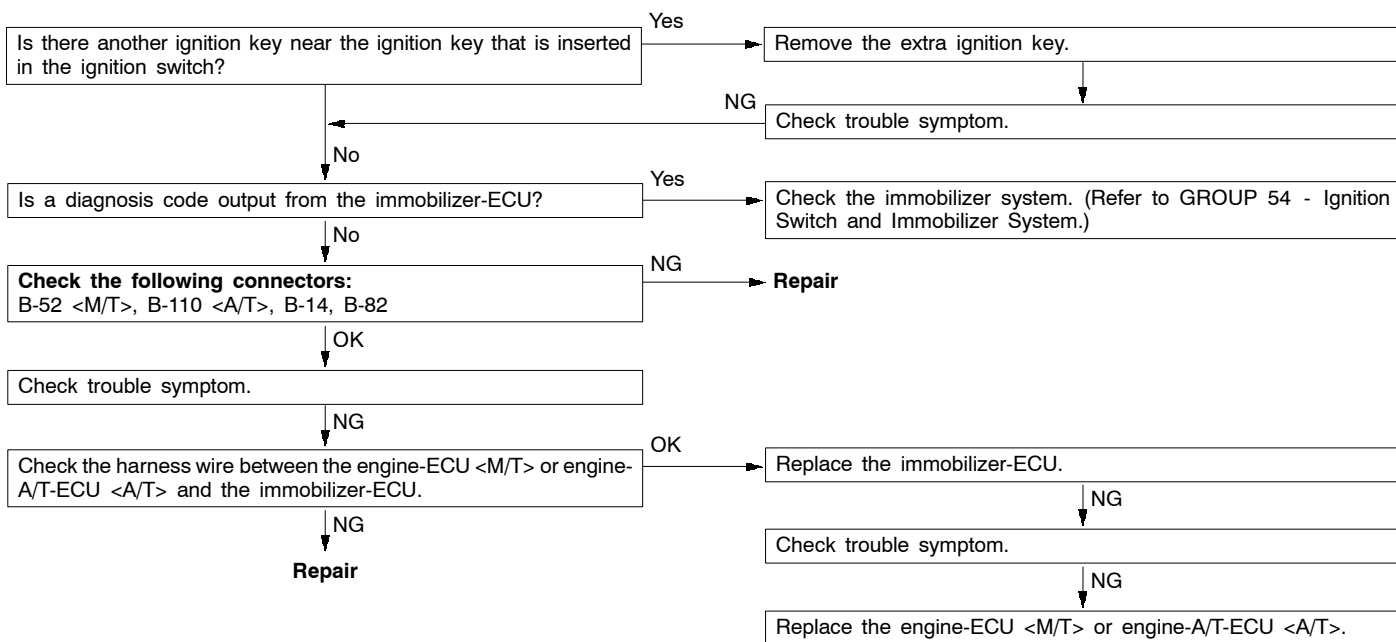 Is there another ignition key near the ignition key that is inserted
in the ignition switch?
Yes
Remove the extra ignition key.
NG
Check trouble symptom.
No
Is a diagnosis code output from the immobilizer-ECU?
Yes
Check the immobilizer system. (Refer to GROUP 54 - Ignition
Switch and Immobilizer System.)
No
Check the following connectors:
B-52 <M/T>, B-110 <A/T>, B-14, B-82
NG
Repair
OK
Check trouble symptom.
NG
Check the harness wire between the engine-ECU <M/T> or engine-
A/T-ECU <A/T> and the immobilizer-ECU.
OK
Replace the immobilizer-ECU.
NG
Repair
NG
Check trouble symptom.
NG
Replace the engine-ECU <M/T> or engine-A/T-ECU <A/T>.